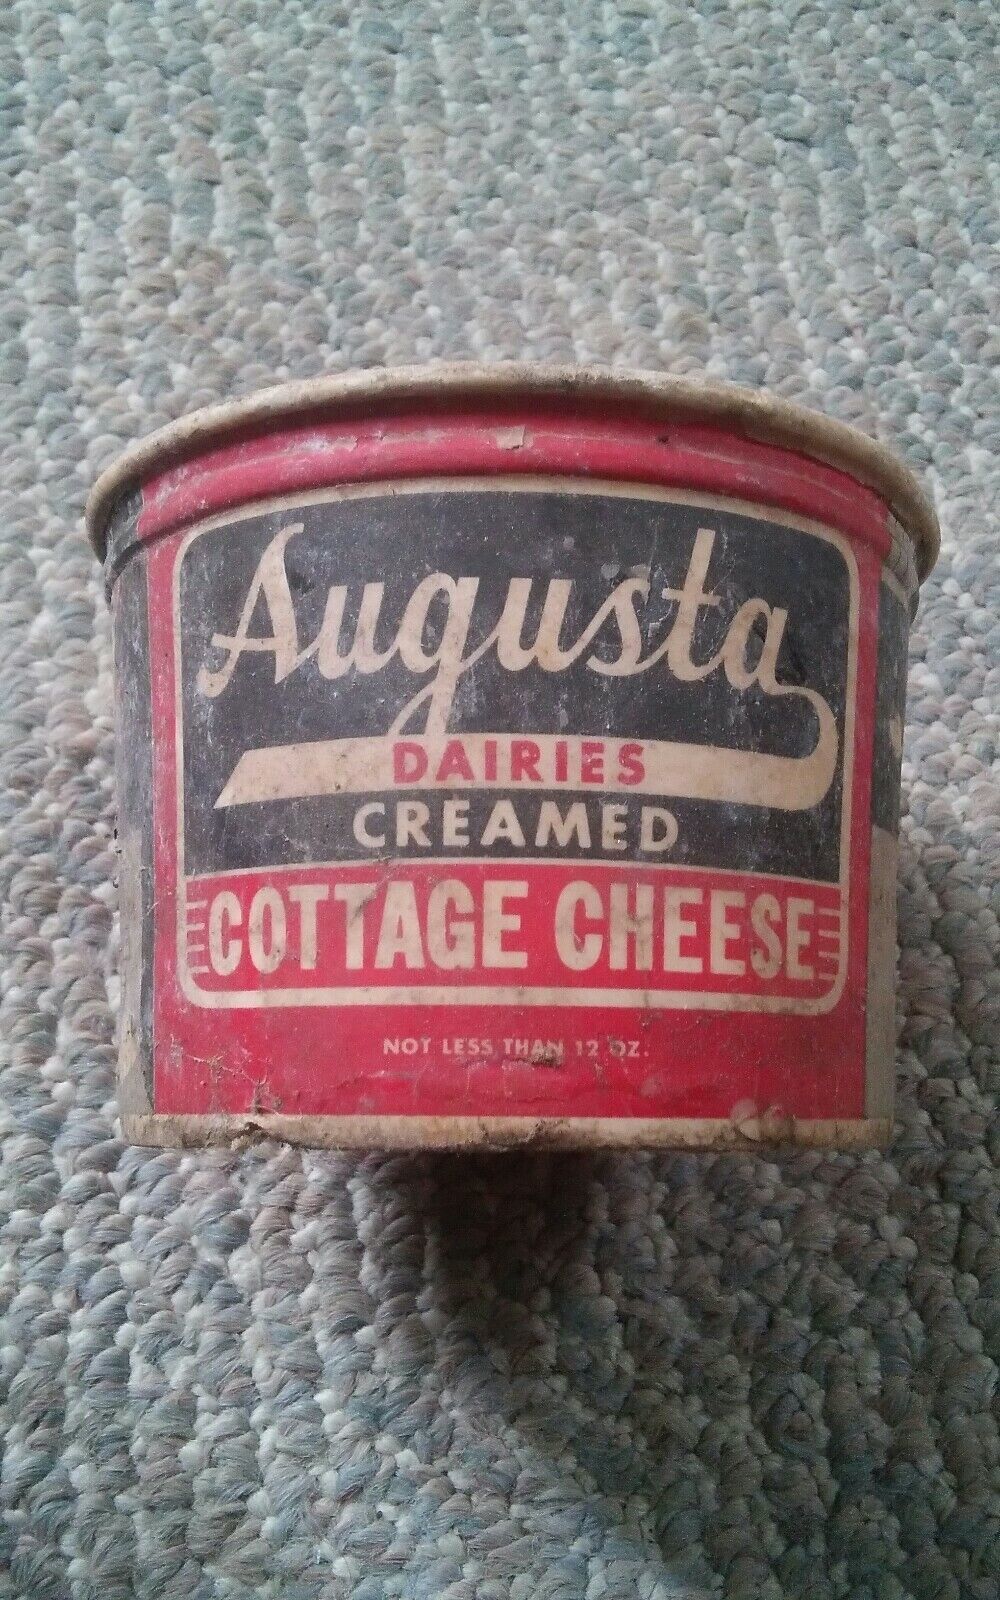 Augusta
DAIRIES
CREAMED
COTTAGE CHEESE
NOT LESS THAN 12 OZ.